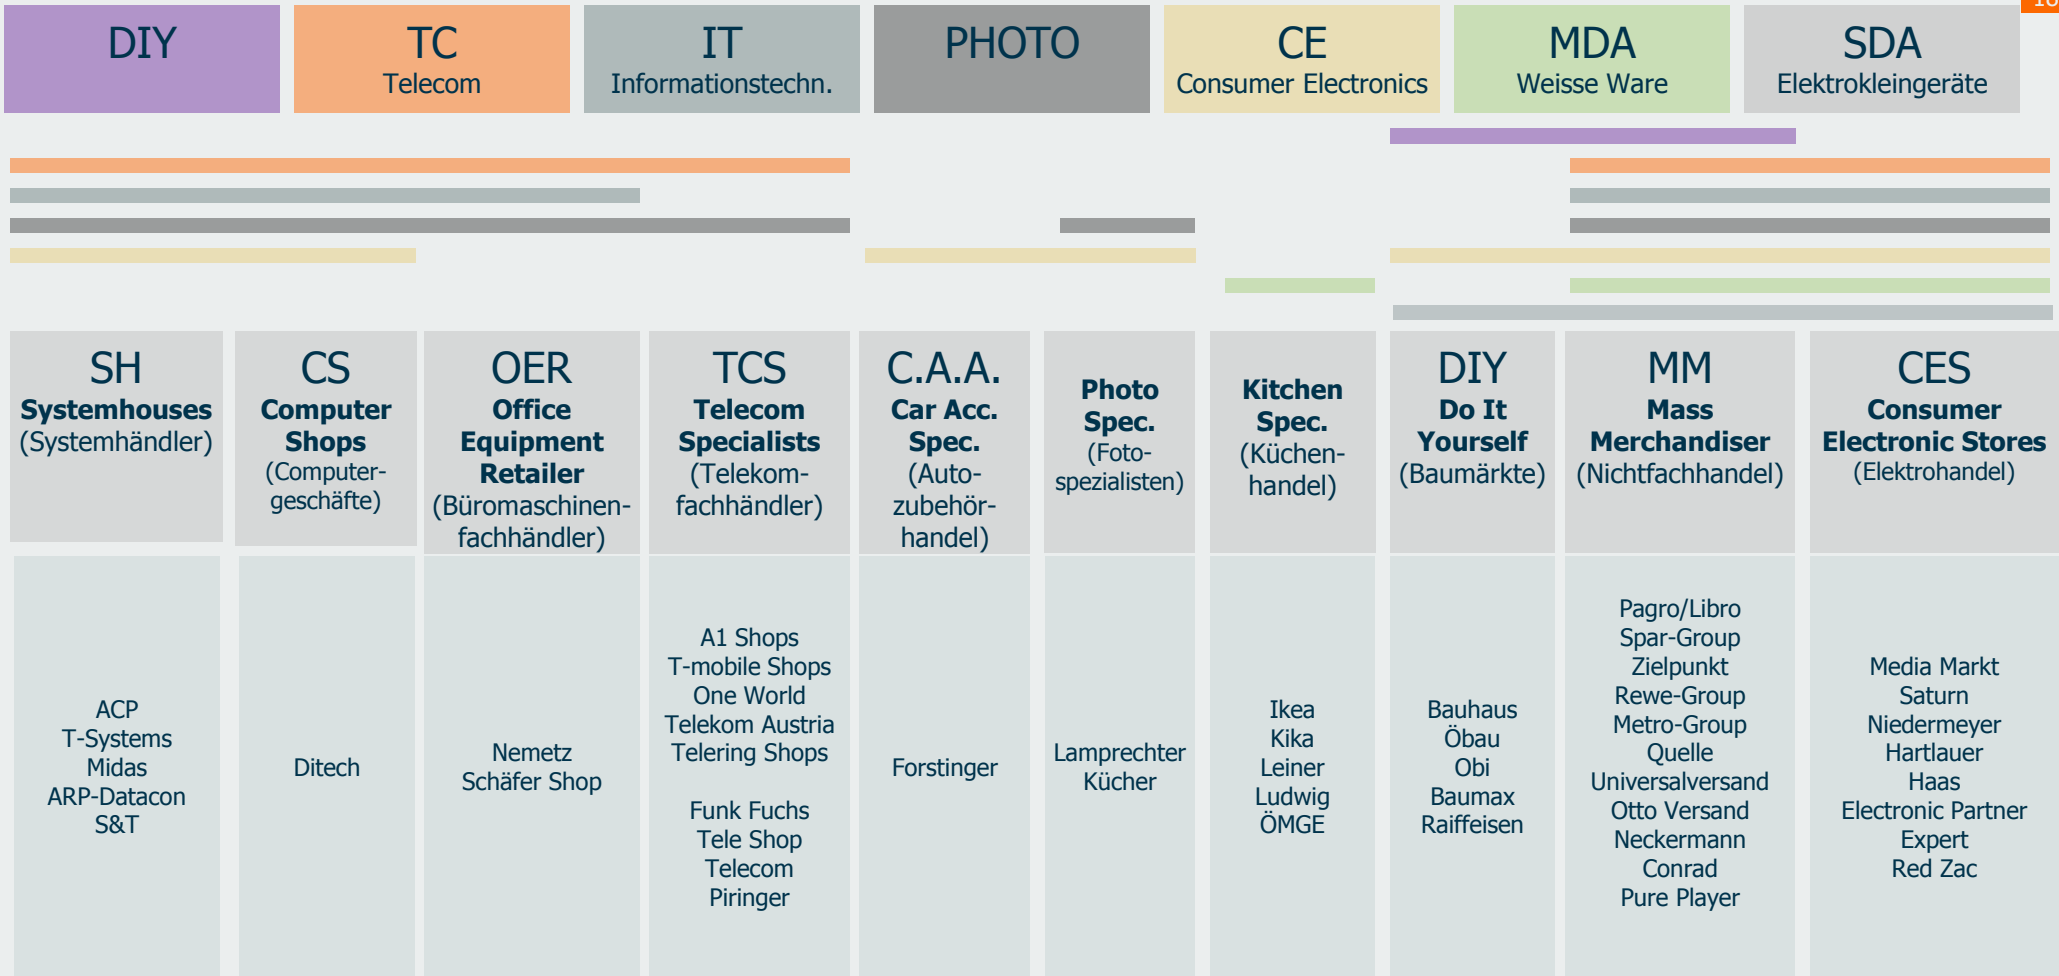 DIY
TC
Telecom
IT
Informationstechn.
PHOTO
CE
Consumer Electronics
MDA
Weisse Ware
SDA
Elektrokleingeräte
SH
Systemhouses
(Systemhändler)
CS
Computer
Shops
(Computer-
geschäfte)
OER
Office
Equipment
Retailer
(Büromaschinen-
fachhändler)
TCS
Telecom
Specialists
(Telekom-
fachhändler)
C.A.A.
Car Acc.
Spec.
(Auto-
zubehör-
handel)
Photo
Spec.
(Foto-
spezialisten)
Kitchen
Spec.
(Küchen-
handel)
DIY
Do It
Yourself
(Baumärkte)
MM
Mass
Merchandiser
(Nichtfachhandel)
CES
Consumer
Electronic Stores
(Elektrohandel)
ACP
T-Systems
Midas
ARP-Datacon
S&T
Ditech
Nemetz
Schäfer Shop
A1 Shops
T-mobile Shops
One World
Telekom Austria
Telering Shops
Funk Fuchs
Tele Shop
Telecom
Piringer
Forstinger
Lamprechter
Kücher
Ikea
Kika
Leiner
Ludwig
ÖMGE
Bauhaus
Öbau
Obi
Baumax
Raiffeisen
Pagro/Libro
Spar-Group
Zielpunkt
Rewe-Group
Metro-Group
Quelle
Universalversand
Otto Versand
Neckermann
Conrad
Pure Player
Media Markt
Saturn
Niedermeyer
Hartlauer
Haas
Electronic Partner
Expert
Red Zac